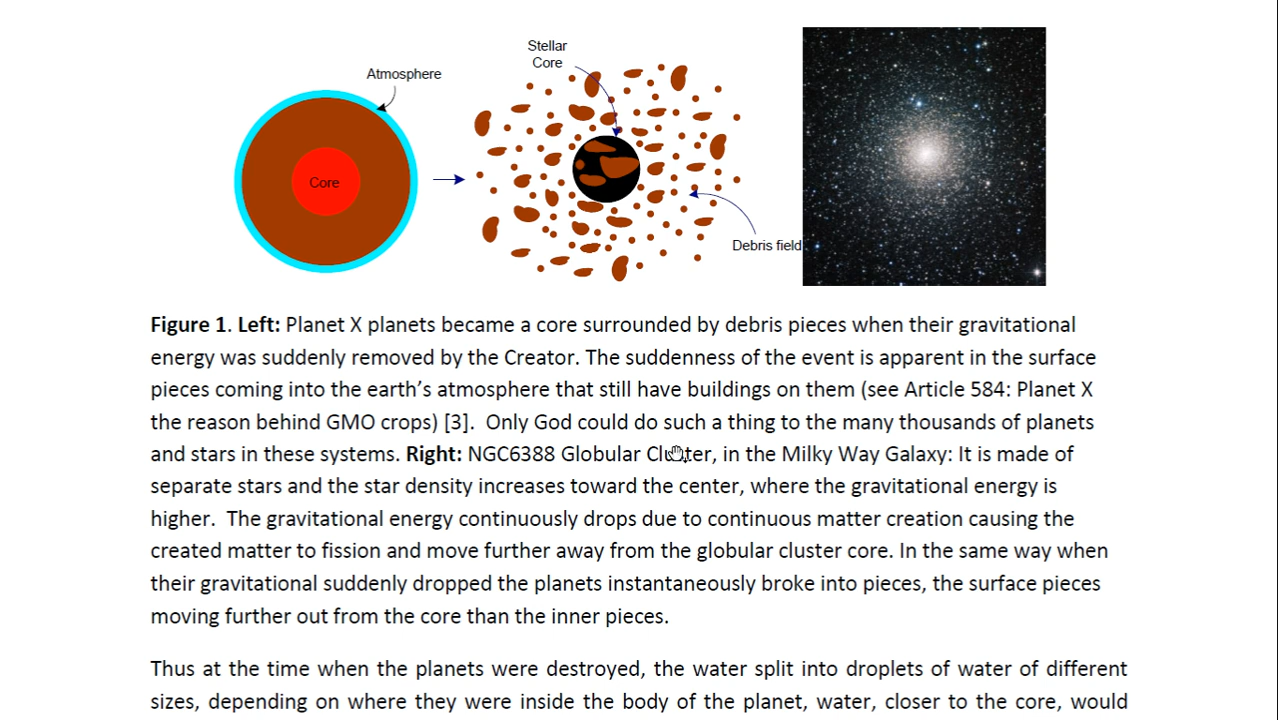 Atmosphere
Core
Stellar
Core
Debris field
Figure 1. Left: Planet X planets became a core surrounded by debris pieces when their gravitational
energy was suddenly removed by the Creator. The suddenness of the event is apparent in the surface
pieces coming into the earth's atmosphere that still have buildings on them (see Article 584: Planet X
the reason behind GMO crops) [3]. Only God could do such a thing to the many thousands of planets
and stars in these systems. Right: NGC6388 Globular Cluster, in the Milky Way Galaxy: It is made of
separate stars and the star density increases toward the center, where the gravitational energy is
higher. The gravitational energy continuously drops due to continuous matter creation causing the
created matter to fission and move further away from the globular cluster core. In the same way when
their gravitational suddenly dropped the planets instantaneously broke into pieces, the surface pieces
moving further out from the core than the inner pieces.
Thus at the time when the planets were destroyed, the water split into droplets of water of different
sizes, depending on where they were inside the body of the planet, water, closer to the core, would